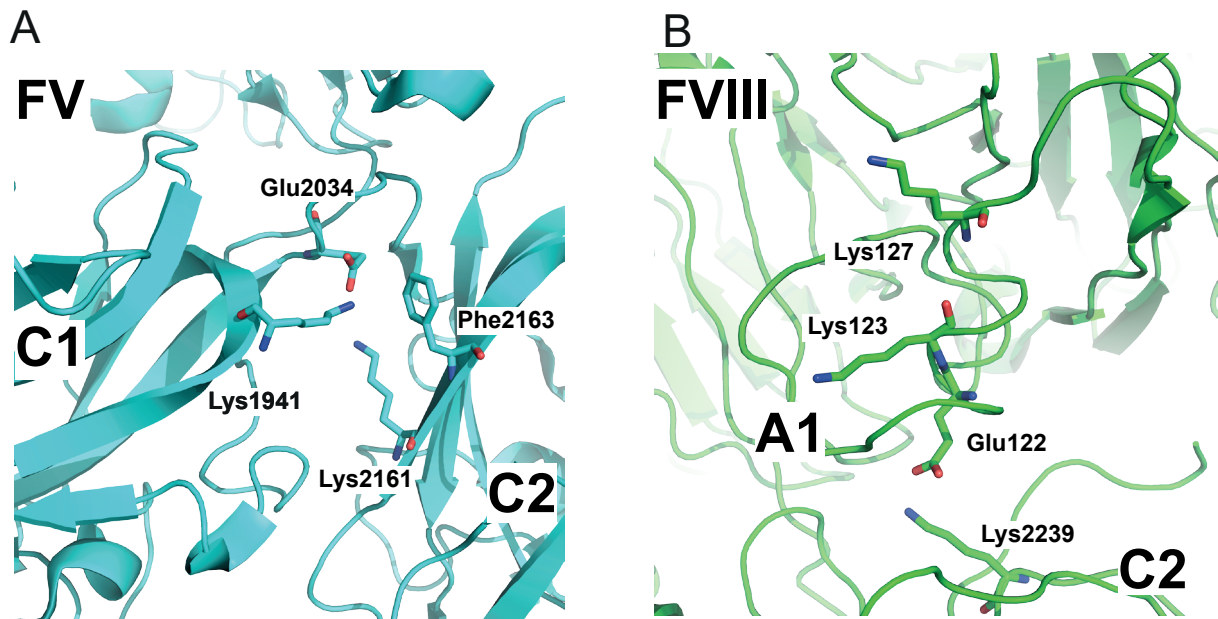 A
FV
Glu2034
Phe2163
C1
Lys1941
Lys2161
C2
B
FVIII
Lys127
Lys123
A1
Glu122
Lys2239
C2